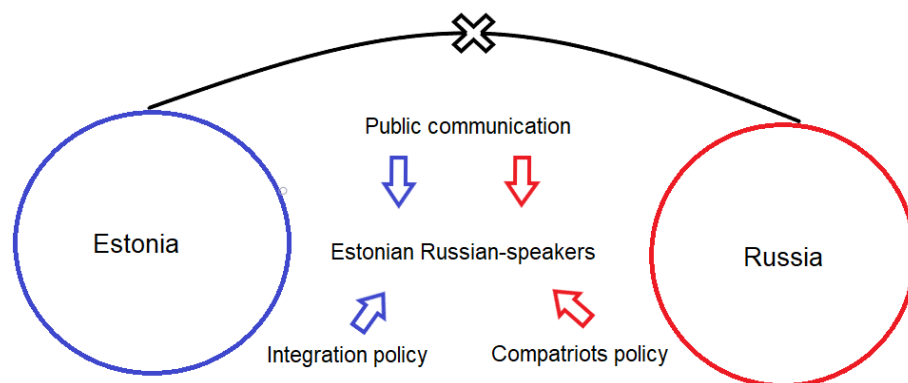 Public communication
Estonia
Estonian Russian-speakers
Russia
Integration policy
Compatriots policy